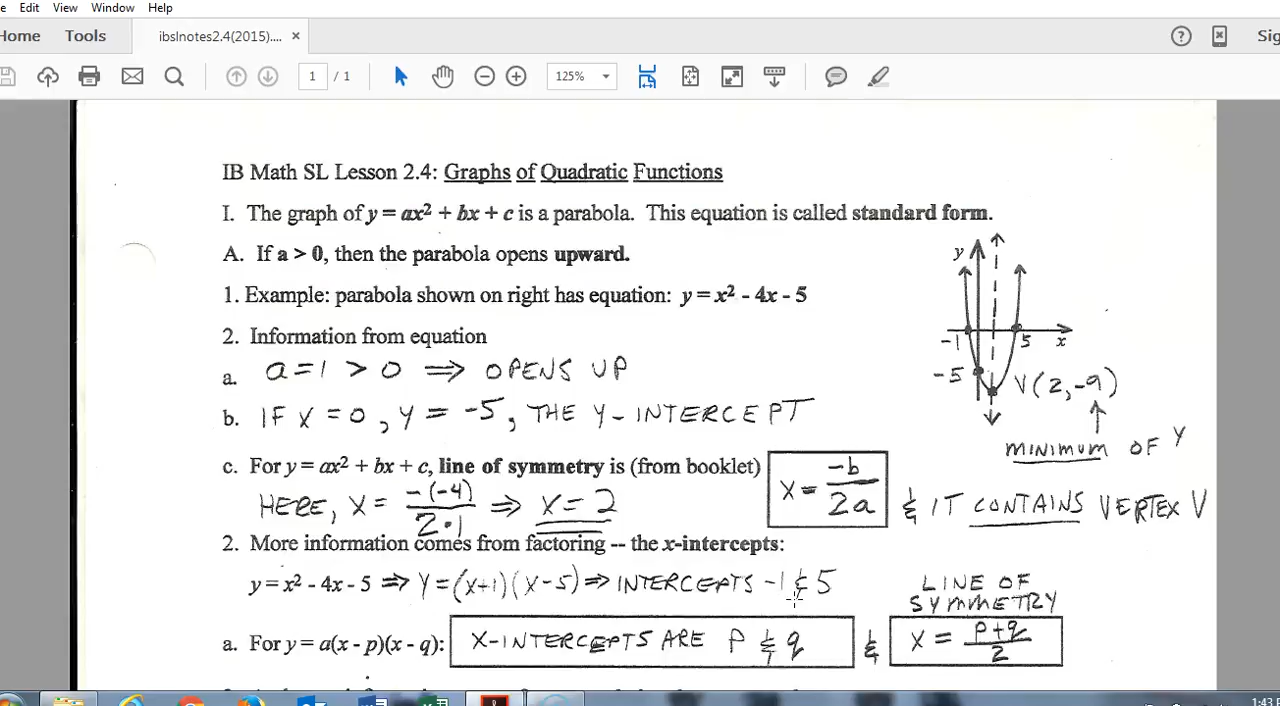 e Edit View Window Help
Home Tools ibslnotes2.4(2015).... × Sig
1 / 1 125%
IB Math SL Lesson 2.4: Graphs of Quadratic Functions
I. The graph of y = ax² + bx + c is a parabola. This equation is called standard form.
A. If a > 0, then the parabola opens upward.
1. Example: parabola shown on right has equation: y = x² - 4x - 5
2. Information from equation
a. a = 1 > 0 ⇒ OPENS UP
b. IF X = 0, Y = -5, THE Y-INTERCEPT
y
-1 5 x
-5 V(2, -9)
MINIMUM OF Y
c. For y = ax² + bx + c, line of symmetry is (from booklet) X = -b/2a & IT CONTAINS VERTEX V
HERE, X = -(-4)/2·1 ⇒ X = 2
2. More information comes from factoring -- the x-intercepts:
y = x² - 4x - 5 ⇒ Y = (X+1)(X-5) ⇒ INTERCEPTS -1 & 5
LINE OF
SYMMETRY
a. For y = a(x - p)(x - q): X-INTERCEPTS ARE P & q & X = P+q/2
1:43 P